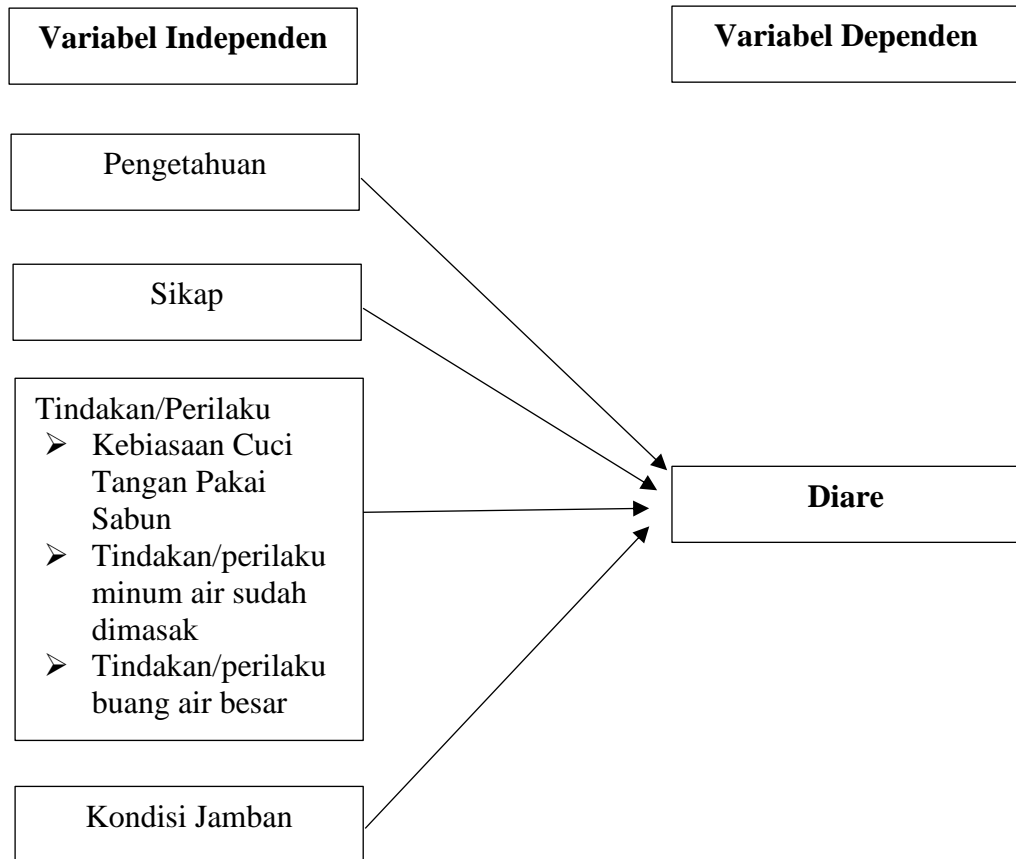 Variabel Independen
Variabel Dependen
Pengetahuan
Sikap
Tindakan/Perilaku
➢ Kebiasaan Cuci
Tangan Pakai
Sabun
➢ Tindakan/perilaku
minum air sudah
dimasak
➢ Tindakan/perilaku
buang air besar
Diare
Kondisi Jamban